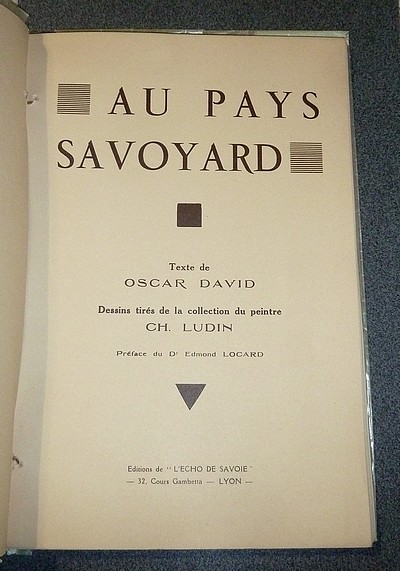 AU PAYS
SAVOYARD
Texte de
OSCAR DAVID
Dessins tirés de la collection du peintre
CH. LUDIN
Préface du Dr Edmond LOCARD
Editions de "L'ECHO DE SAVOIE"
— 32, Cours Gambetta — LYON —